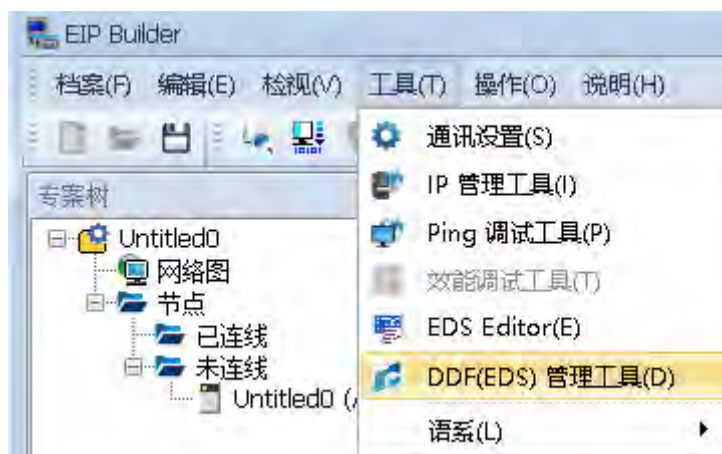 EIP Builder
档案(F) 编辑(E) 检视(V) 工具(T) 操作(O) 说明(H)
通讯设置(S)
IP 管理工具(I)
Ping 调试工具(P)
效能调试工具(T)
EDS Editor(E)
DDF(EDS) 管理工具(D)
语系(L)
专案树
Untitled0
网络图
节点
已连线
未连线
Untitled0 (